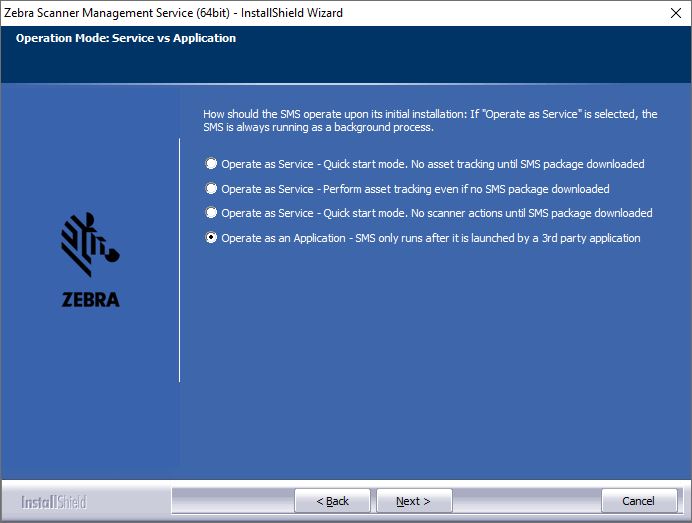 Zebra Scanner Management Service (64bit) - InstallShield Wizard
Operation Mode: Service vs Application
How should the SMS operate upon its initial installation: If "Operate as Service" is selected, the
SMS is always running as a background process.
Operate as Service - Quick start mode. No asset tracking until SMS package downloaded
Operate as Service - Perform asset tracking even if no SMS package downloaded
Operate as Service - Quick start mode. No scanner actions until SMS package downloaded
Operate as an Application - SMS only runs after it is launched by a 3rd party application
ZEBRA
InstallShield
< Back
Next >
Cancel